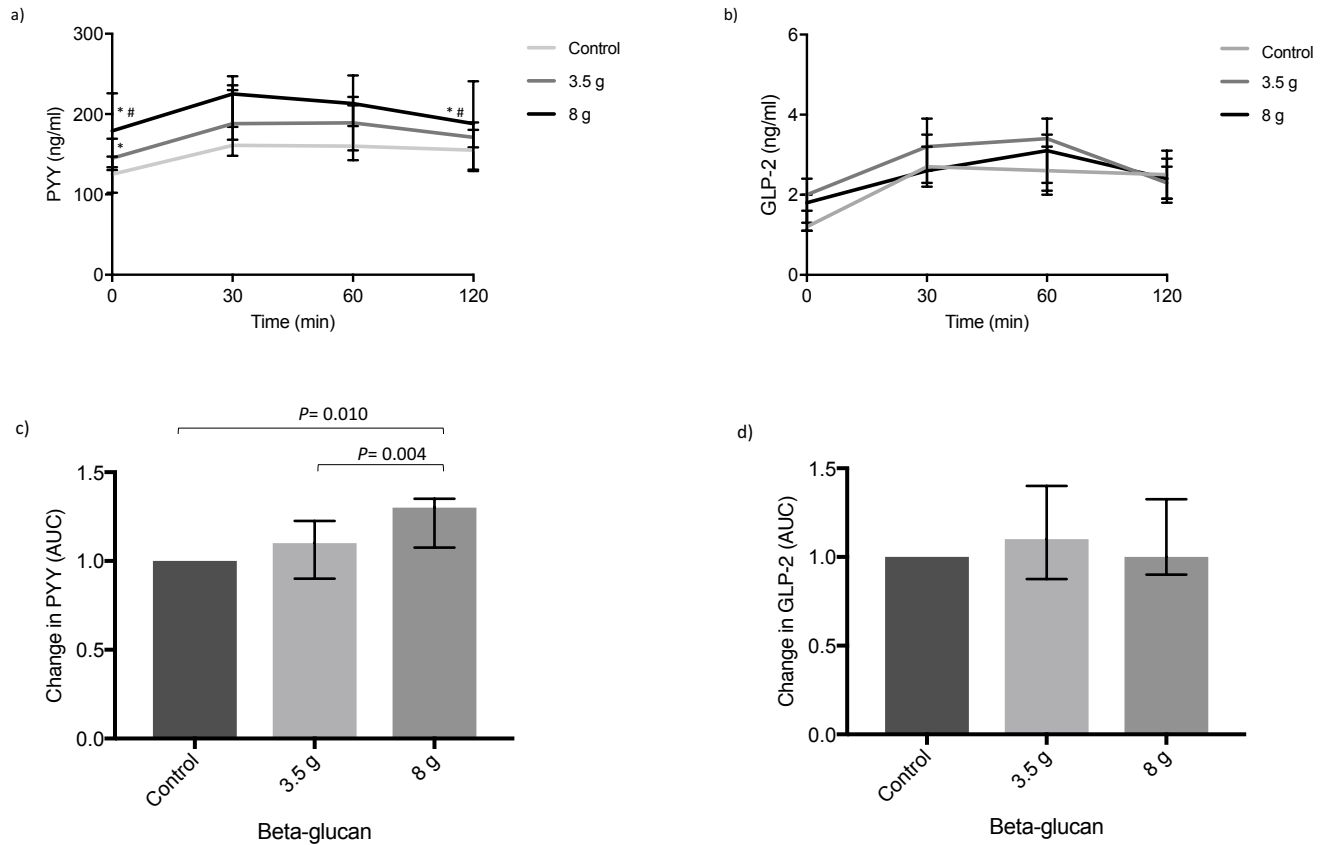 a)
300
200
100
0
PYY (ng/ml)
* #
*
* #
0 30 60 120
Time (min)
Control
3.5 g
8 g
b)
6
4
2
0
GLP-2 (ng/ml)
0 30 60 120
Time (min)
Control
3.5 g
8 g
c)
P= 0.010
P= 0.004
1.5
1.0
0.5
0.0
Change in PYY (AUC)
Control 3.5 g 8 g
Beta-glucan
d)
1.5
1.0
0.5
0.0
Change in GLP-2 (AUC)
Control 3.5 g 8 g
Beta-glucan